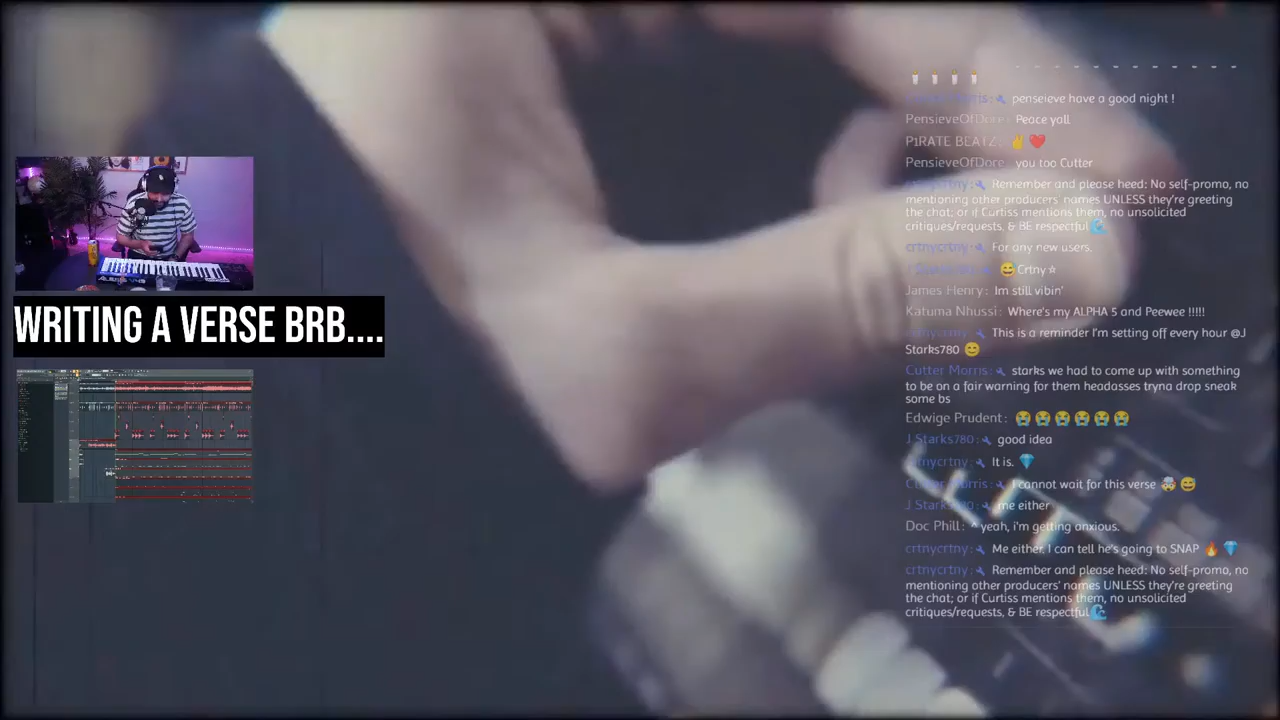 penseieve have a good night !
PensieveOfDore... Peace yall
P1RATE BEATZ: ✌️ ❤️
PensieveOfDore... you too Cutter
crtnycrtny: Remember and please heed: No self-promo, no
mentioning other producers' names UNLESS they're greeting
the chat; or if Curtiss mentions them, no unsolicited
critiques/requests, & BE respectful 🌊
crtnycrtny: For any new users.
😅 Crtny⭐
James Henry: Im still vibin'
Katuma Nhussi: Where's my ALPHA 5 and Peewee !!!!!
crtnycrtny: This is a reminder I'm setting off every hour @J
Starks780 😊
WRITING A VERSE BRB....
Cutter Morris: starks we had to come up with something
to be on a fair warning for them headasses tryna drop sneak
some bs
Edwige Prudent: 😭😭😭😭😭😭
J Starks780: good idea
crtnycrtny: It is. 💎
Cutter Morris: I cannot wait for this verse 🤯 😅
J Starks780: me either
Doc Phill: ^ yeah, i'm getting anxious.
crtnycrtny: Me either. I can tell he's going to SNAP 🔥 💎
crtnycrtny: Remember and please heed: No self-promo, no
mentioning other producers' names UNLESS they're greeting
the chat; or if Curtiss mentions them, no unsolicited
critiques/requests, & BE respectful 🌊